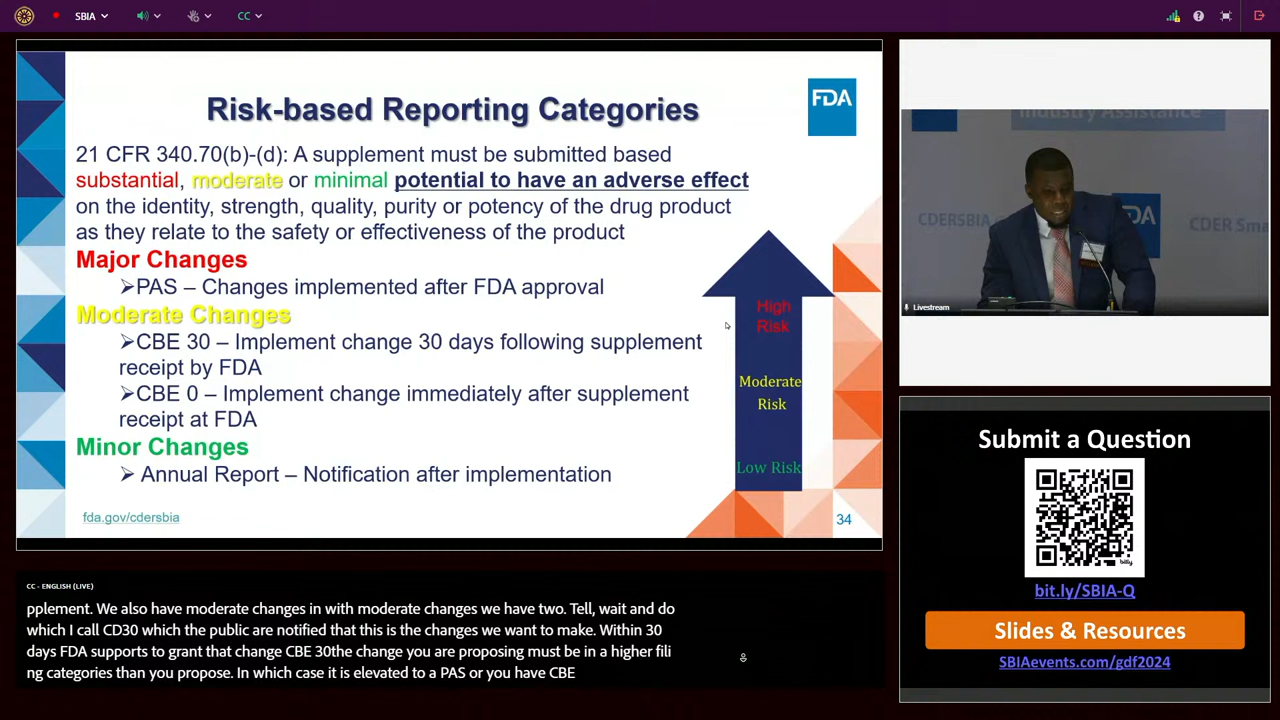 SBIA
CC
Risk-based Reporting Categories
FDA
21 CFR 340.70(b)-(d): A supplement must be submitted based
substantial, moderate or minimal potential to have an adverse effect
on the identity, strength, quality, purity or potency of the drug product
as they relate to the safety or effectiveness of the product
Major Changes
➢PAS – Changes implemented after FDA approval
Moderate Changes
➢CBE 30 – Implement change 30 days following supplement
receipt by FDA
➢CBE 0 – Implement change immediately after supplement
receipt at FDA
Minor Changes
➢ Annual Report – Notification after implementation
High
Risk
Moderate
Risk
Low Risk
fda.gov/cdersbia
34
Industry Assistance
CDERSBIA
DA
CDER Sma
Livestream
Submit a Question
bitly
bit.ly/SBIA-Q
Slides & Resources
SBIAevents.com/gdf2024
CC - ENGLISH (LIVE)
pplement. We also have moderate changes in with moderate changes we have two. Tell, wait and do
which I call CD30 which the public are notified that this is the changes we want to make. Within 30
days FDA supports to grant that change CBE 30the change you are proposing must be in a higher fili
ng categories than you propose. In which case it is elevated to a PAS or you have CBE